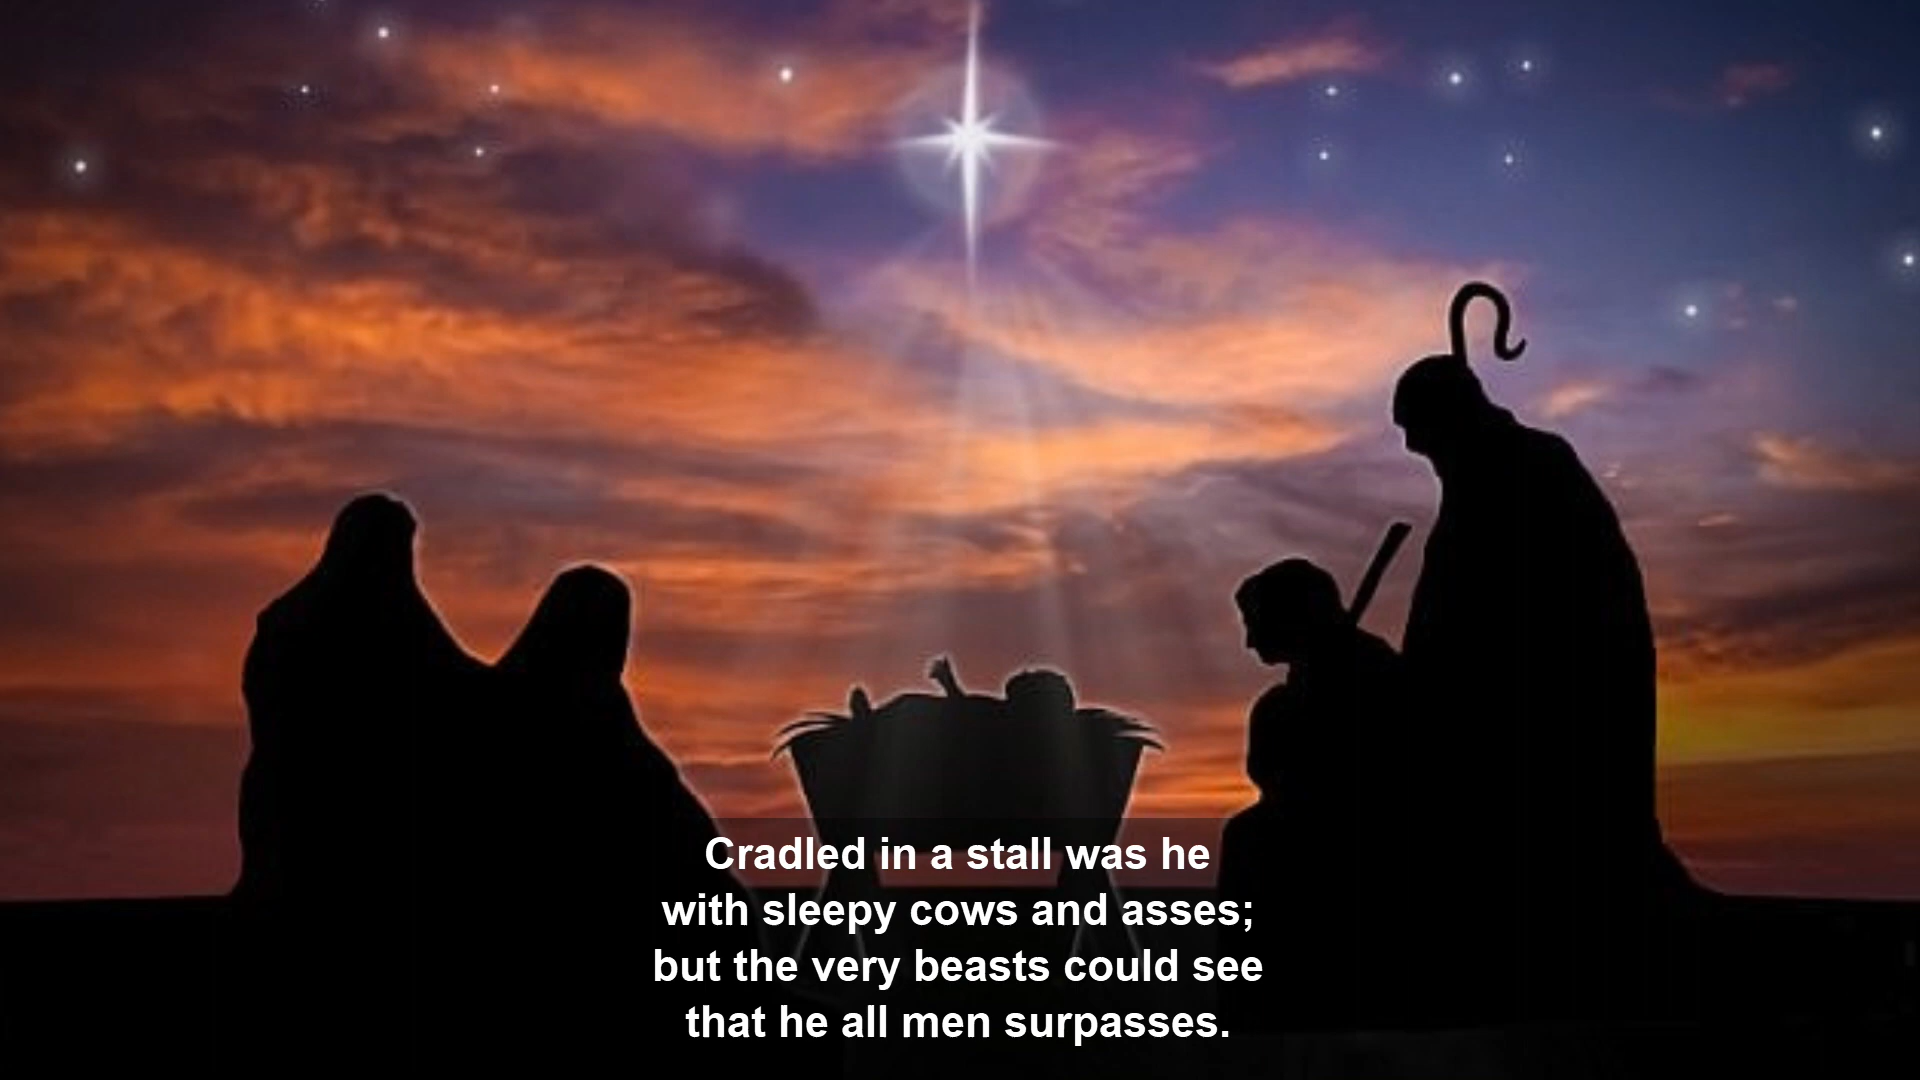 Cradled in a stall was he
with sleepy cows and asses;
but the very beasts could see
that he all men surpasses.